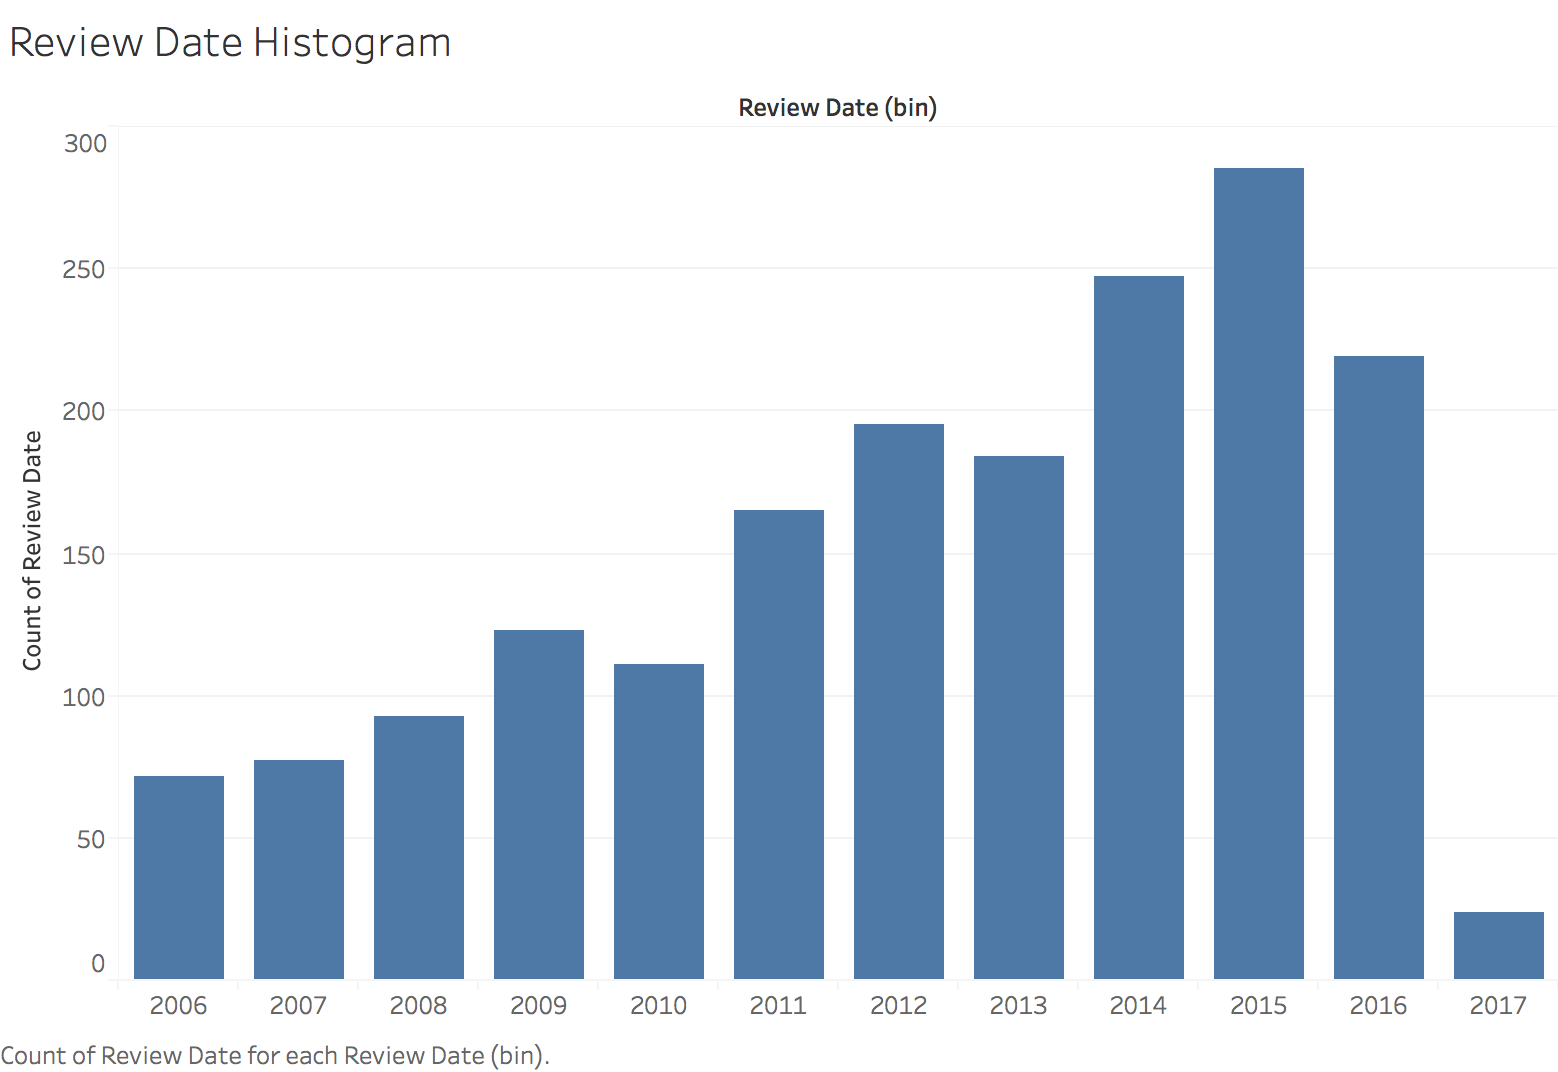 Review Date Histogram
Review Date (bin)
300
250
200
150
100
50
0
Count of Review Date
2006 2007 2008 2009 2010 2011 2012 2013 2014 2015 2016 2017
Count of Review Date for each Review Date (bin).